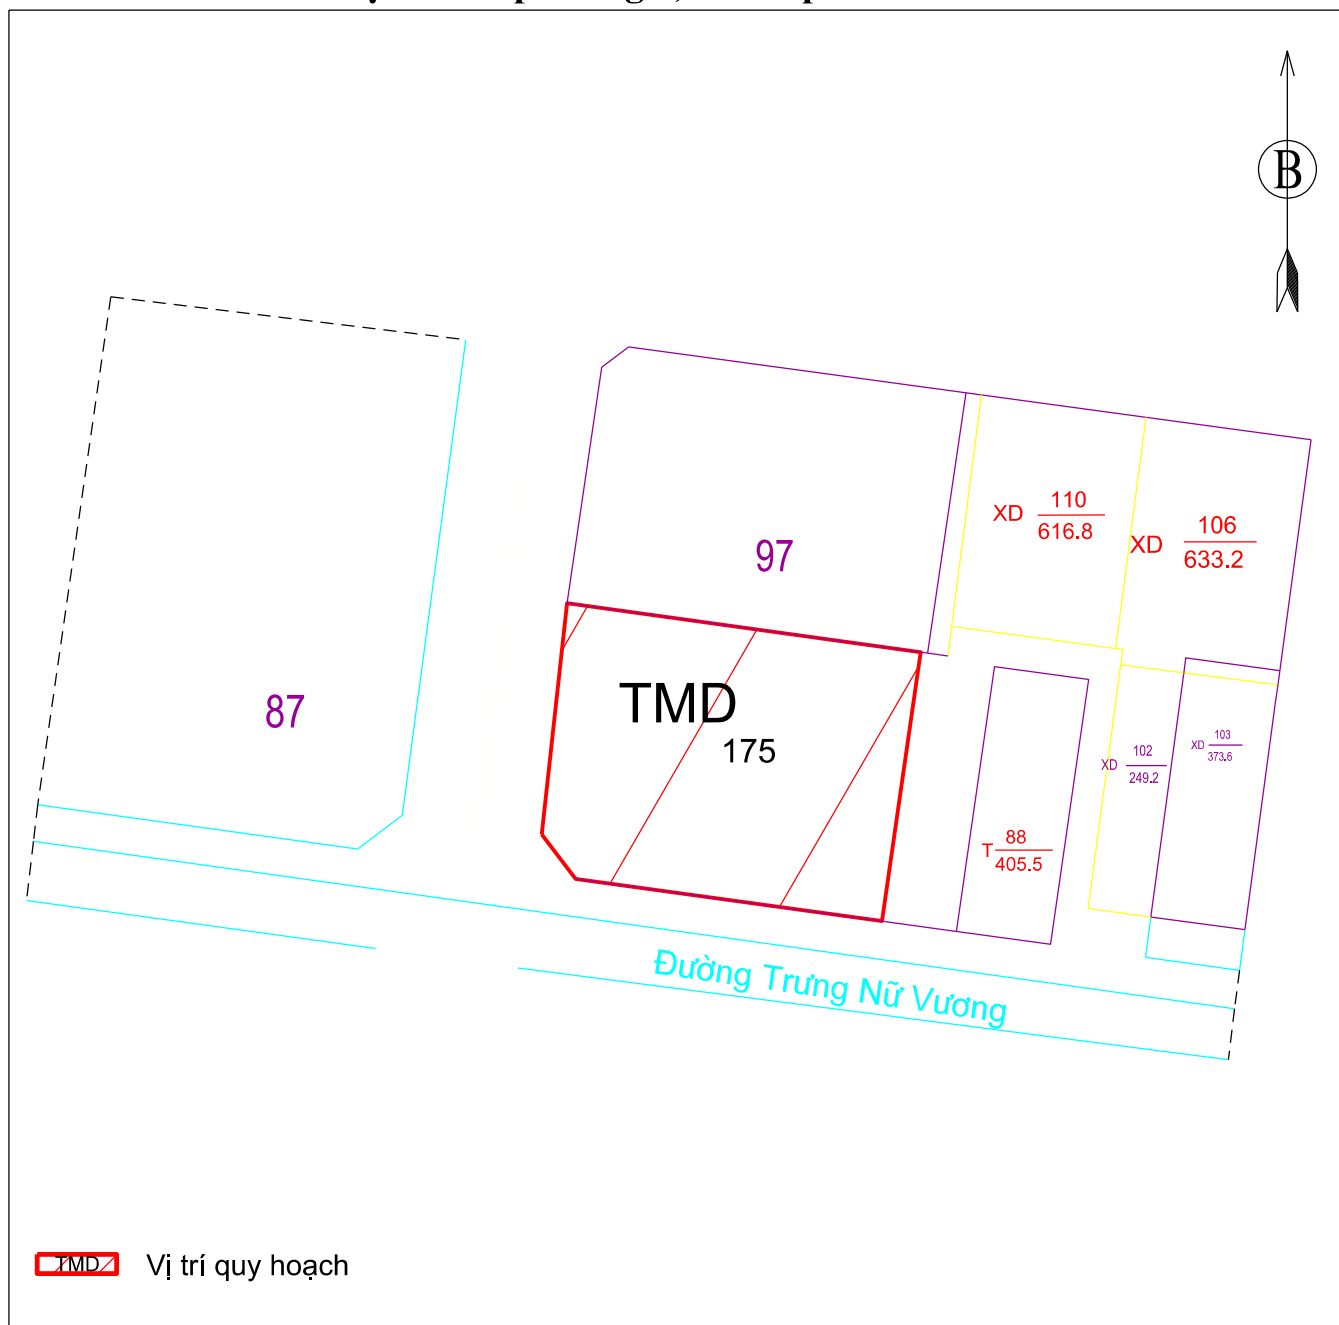 B
110
XD
616.8
106
XD
633.2
97
87
TMD
175
103
XD
373.6
102
XD
249.2
88
T
405.5
Đường Trưng Nữ Vương
TMD
Vị trí quy hoạch